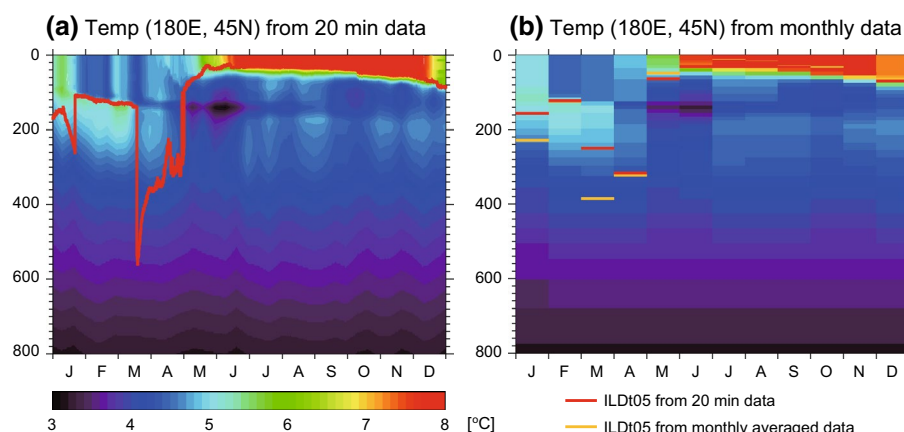 (a) Temp (180E, 45N) from 20 min data
0
200
400
600
800
J F M A M J J A S O N D
3 4 5 6 7 8 [°C]
(b) Temp (180E, 45N) from monthly data
0
200
400
600
800
J F M A M J J A S O N D
ILDt05 from 20 min data
ILDt05 from monthly averaged data